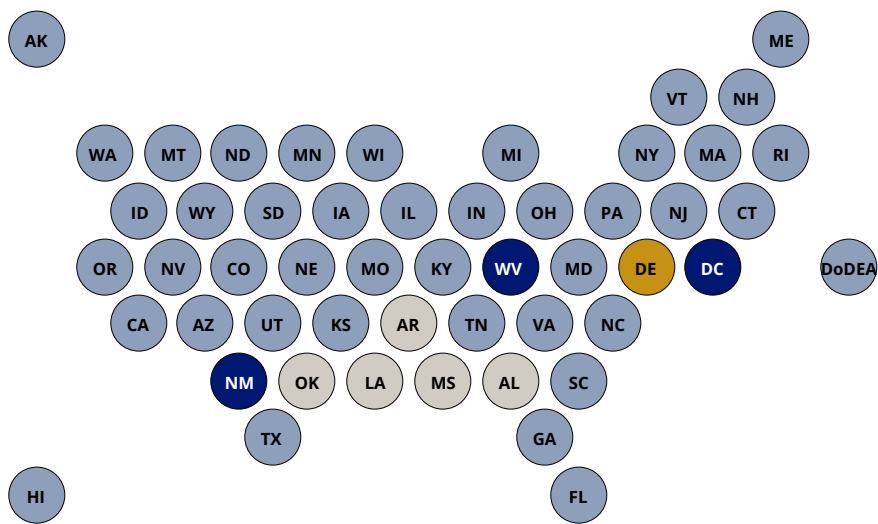 AK ME
VT NH
WA MT ND MN WI MI NY MA RI
ID WY SD IA IL IN OH PA NJ CT
OR NV CO NE MO KY WV MD DE DC DoDEA
CA AZ UT KS AR TN VA NC
NM OK LA MS AL SC
TX GA
HI FL